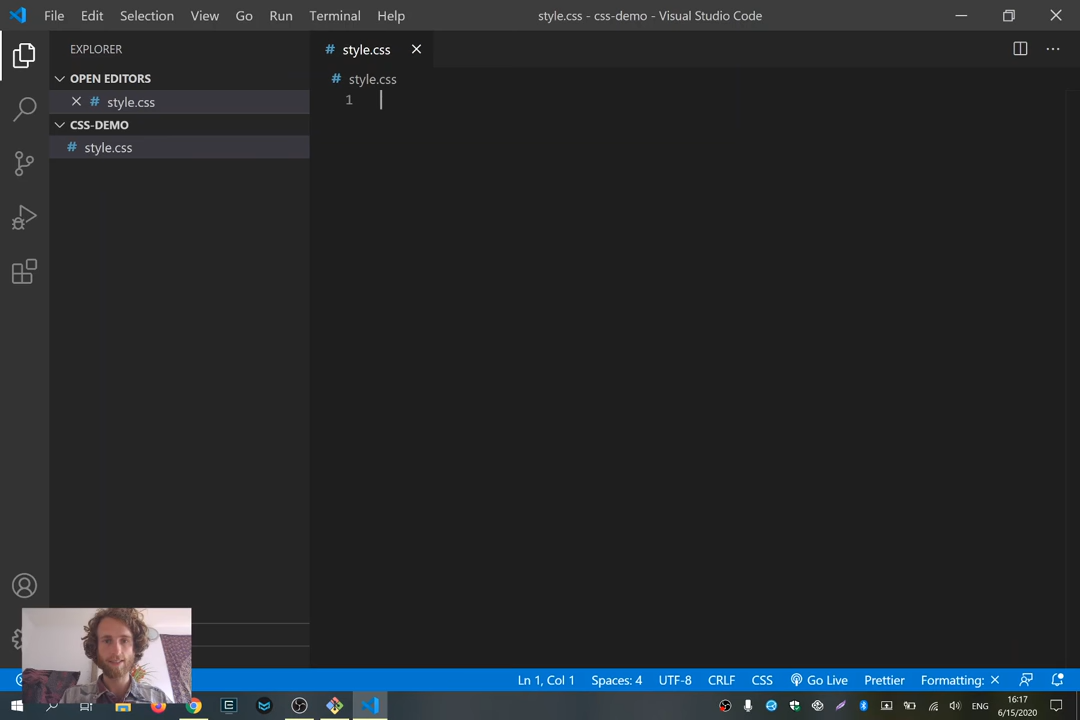 File Edit Selection View Go Run Terminal Help style.css - css-demo - Visual Studio Code
EXPLORER
OPEN EDITORS
# style.css
CSS-DEMO
# style.css
# style.css
# style.css
1
Ln 1, Col 1 Spaces: 4 UTF-8 CRLF CSS Go Live Prettier Formatting: ✕
ENG
16:17
6/15/2020